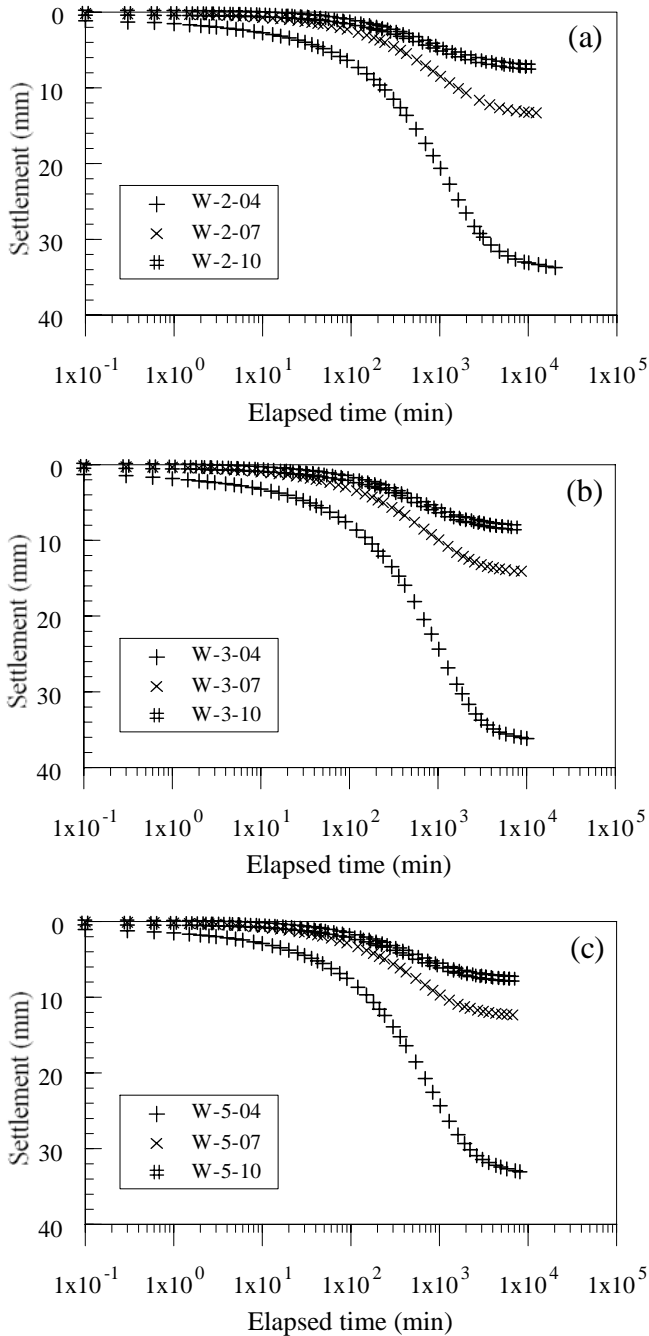 (a)
Settlement (mm)
0
10
20
30
40
W-2-04
W-2-07
W-2-10
1x10⁻¹ 1x10⁰ 1x10¹ 1x10² 1x10³ 1x10⁴ 1x10⁵
Elapsed time (min)
(b)
Settlement (mm)
0
10
20
30
40
W-3-04
W-3-07
W-3-10
1x10⁻¹ 1x10⁰ 1x10¹ 1x10² 1x10³ 1x10⁴ 1x10⁵
Elapsed time (min)
(c)
Settlement (mm)
0
10
20
30
40
W-5-04
W-5-07
W-5-10
1x10⁻¹ 1x10⁰ 1x10¹ 1x10² 1x10³ 1x10⁴ 1x10⁵
Elapsed time (min)